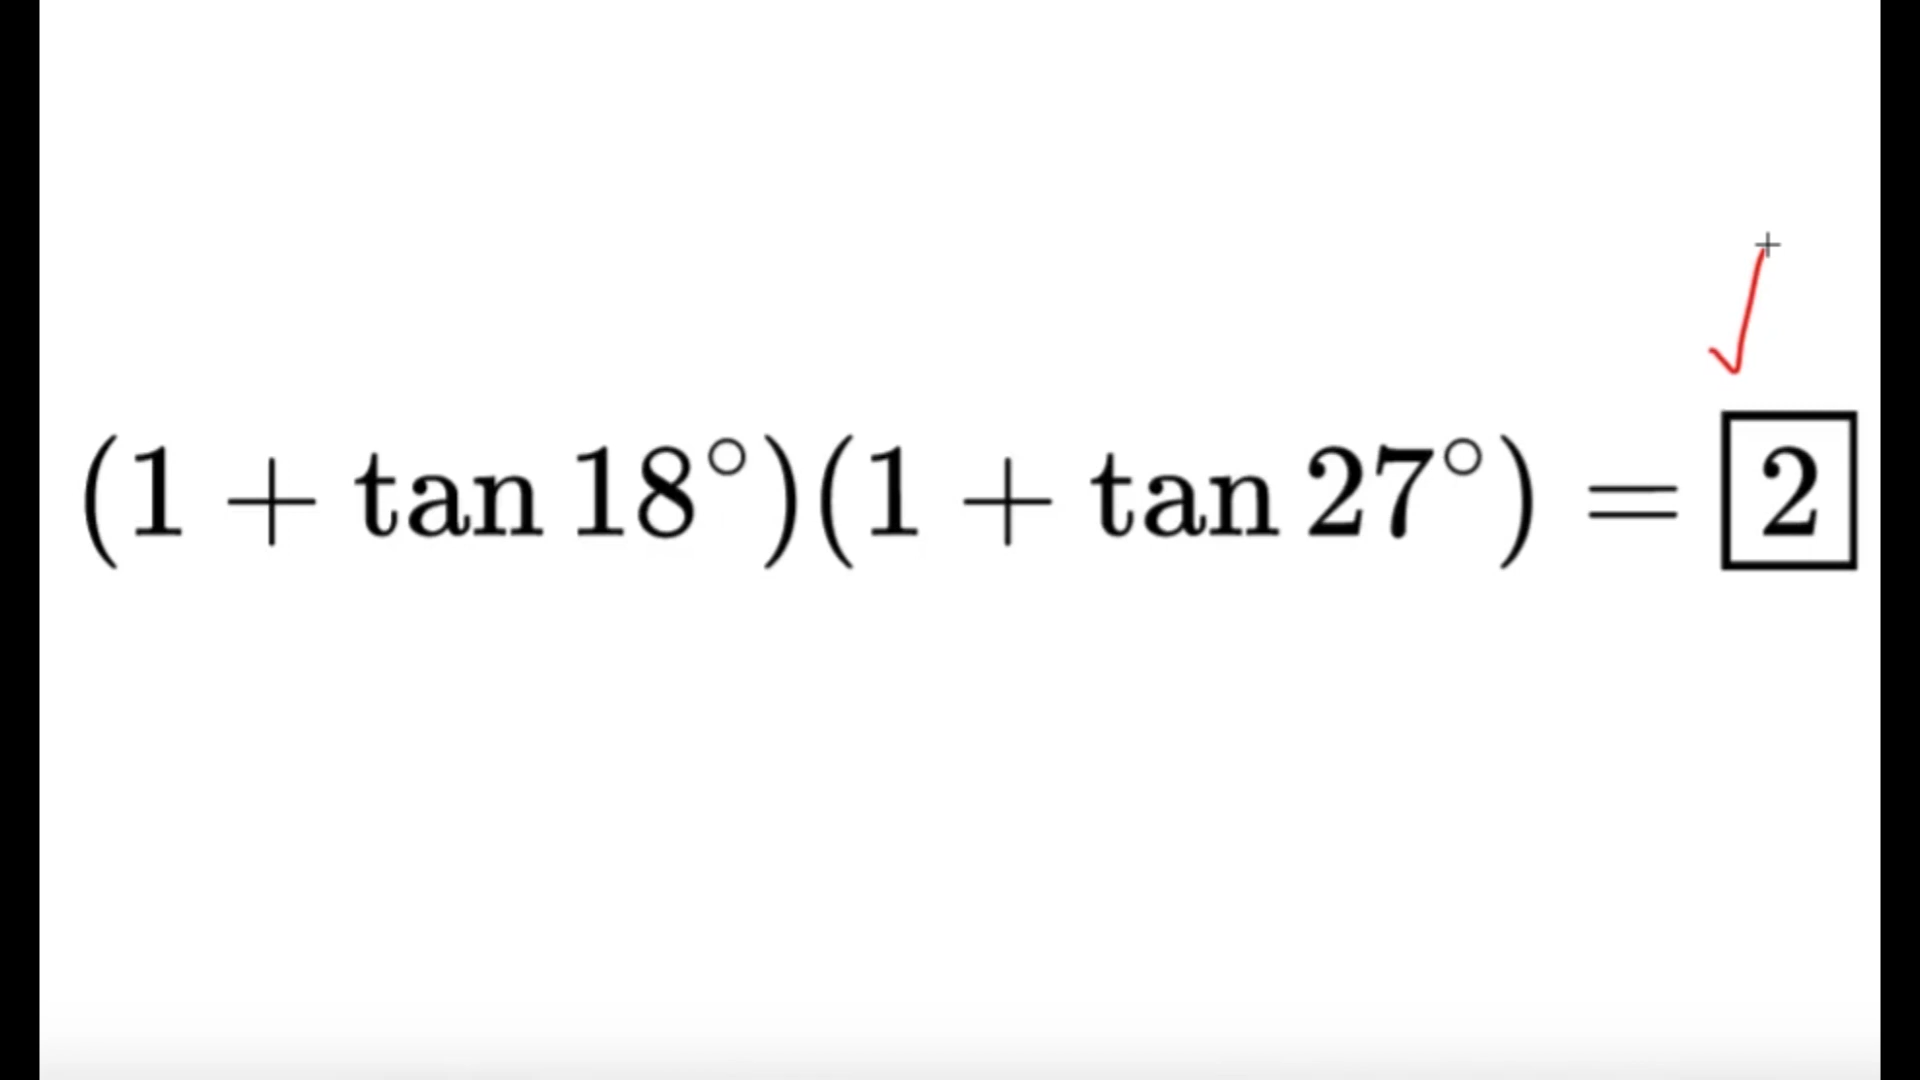 (1 + tan 18°)(1 + tan 27°) = 2